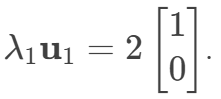 λ₁u₁ = 2 [1 0].